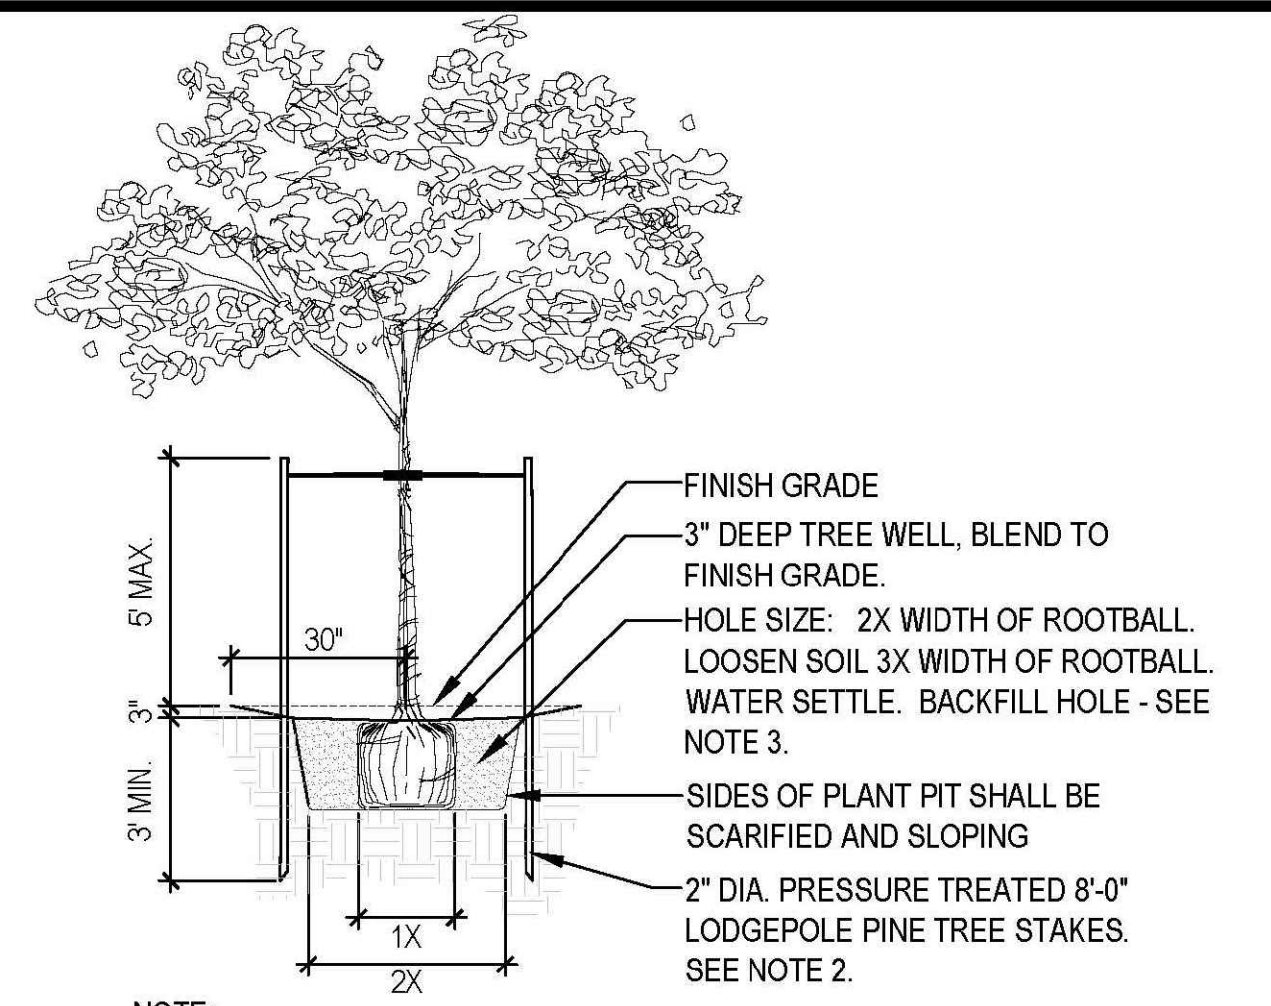 FINISH GRADE
3" DEEP TREE WELL, BLEND TO
FINISH GRADE.
HOLE SIZE: 2X WIDTH OF ROOTBALL.
LOOSEN SOIL 3X WIDTH OF ROOTBALL.
WATER SETTLE. BACKFILL HOLE - SEE
NOTE 3.
SIDES OF PLANT PIT SHALL BE
SCARIFIED AND SLOPING
2" DIA. PRESSURE TREATED 8'-0"
LODGEPOLE PINE TREE STAKES.
SEE NOTE 2.
5' MAX.
30"
3"
3' MIN.
1X
2X
NOTE: